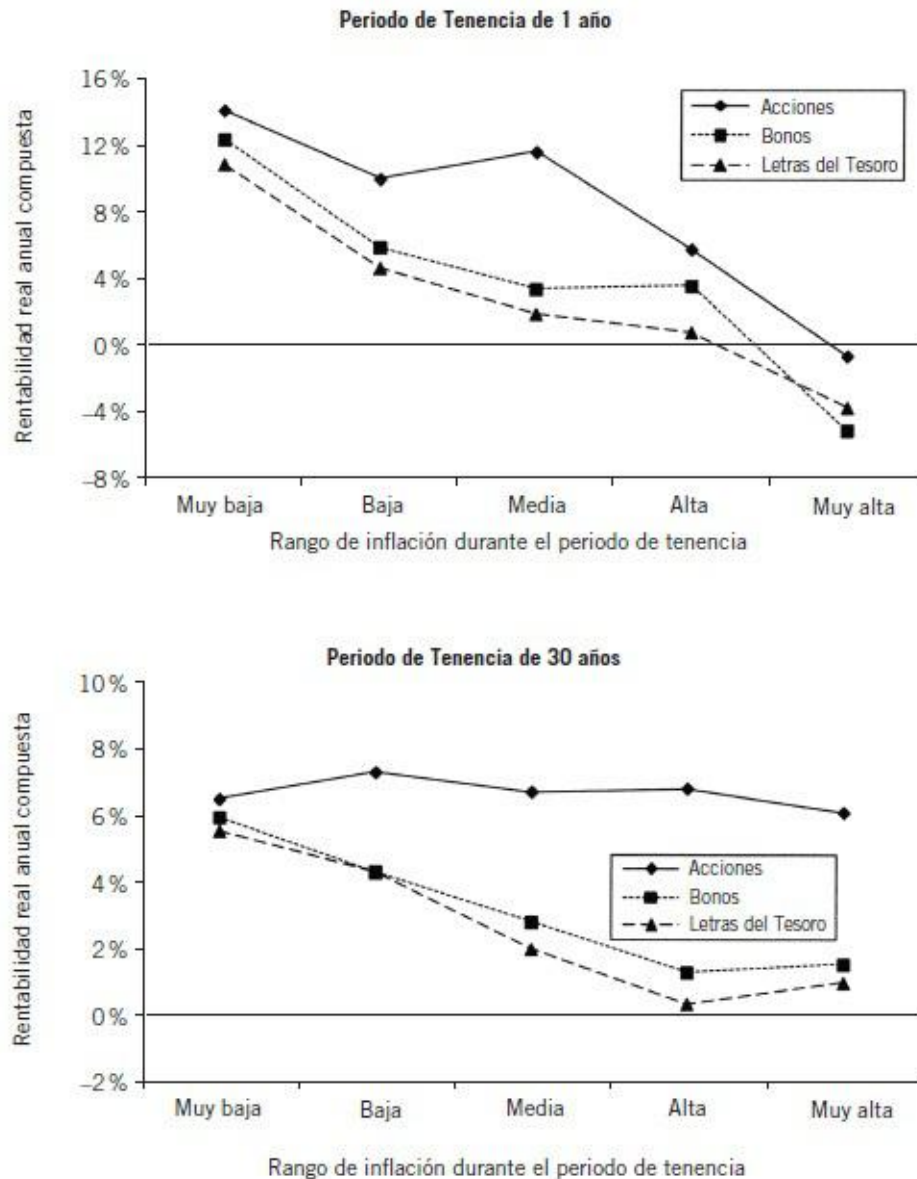 Periodo de Tenencia de 1 año
Rentabilidad real anual compuesta
16 %
12 %
8 %
4 %
0 %
–4 %
–8 %
Acciones
Bonos
Letras del Tesoro
Muy baja
Baja
Media
Alta
Muy alta
Rango de inflación durante el periodo de tenencia
Periodo de Tenencia de 30 años
Rentabilidad real anual compuesta
10 %
8 %
6 %
4 %
2 %
0 %
–2 %
Acciones
Bonos
Letras del Tesoro
Muy baja
Baja
Media
Alta
Muy alta
Rango de inflación durante el periodo de tenencia